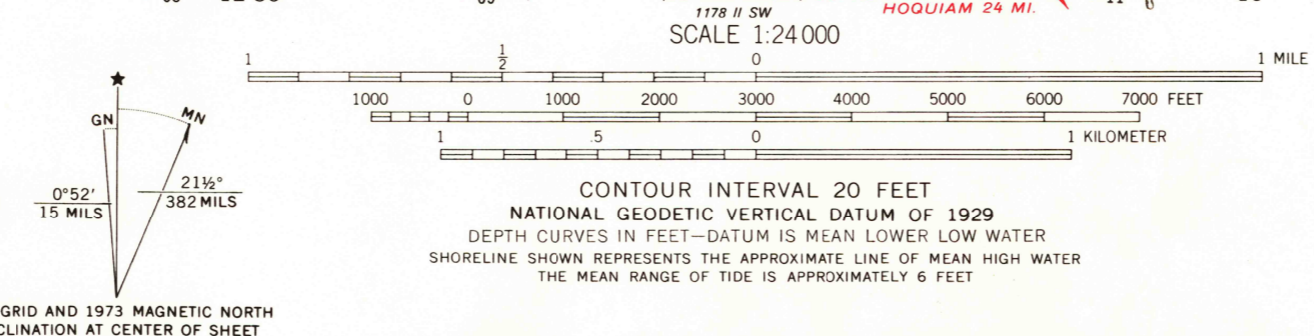 1178 II SW
HOQUIAM 24 MI.
SCALE 1:24 000
1 1/2 0 1 MILE
1000 0 1000 2000 3000 4000 5000 6000 7000 FEET
1 .5 0 1 KILOMETER
GN MN
0°52′ 21½°
15 MILS 382 MILS
CONTOUR INTERVAL 20 FEET
NATIONAL GEODETIC VERTICAL DATUM OF 1929
DEPTH CURVES IN FEET—DATUM IS MEAN LOWER LOW WATER
SHORELINE SHOWN REPRESENTS THE APPROXIMATE LINE OF MEAN HIGH WATER
THE MEAN RANGE OF TIDE IS APPROXIMATELY 6 FEET
GRID AND 1973 MAGNETIC NORTH
CLINATION AT CENTER OF SHEET